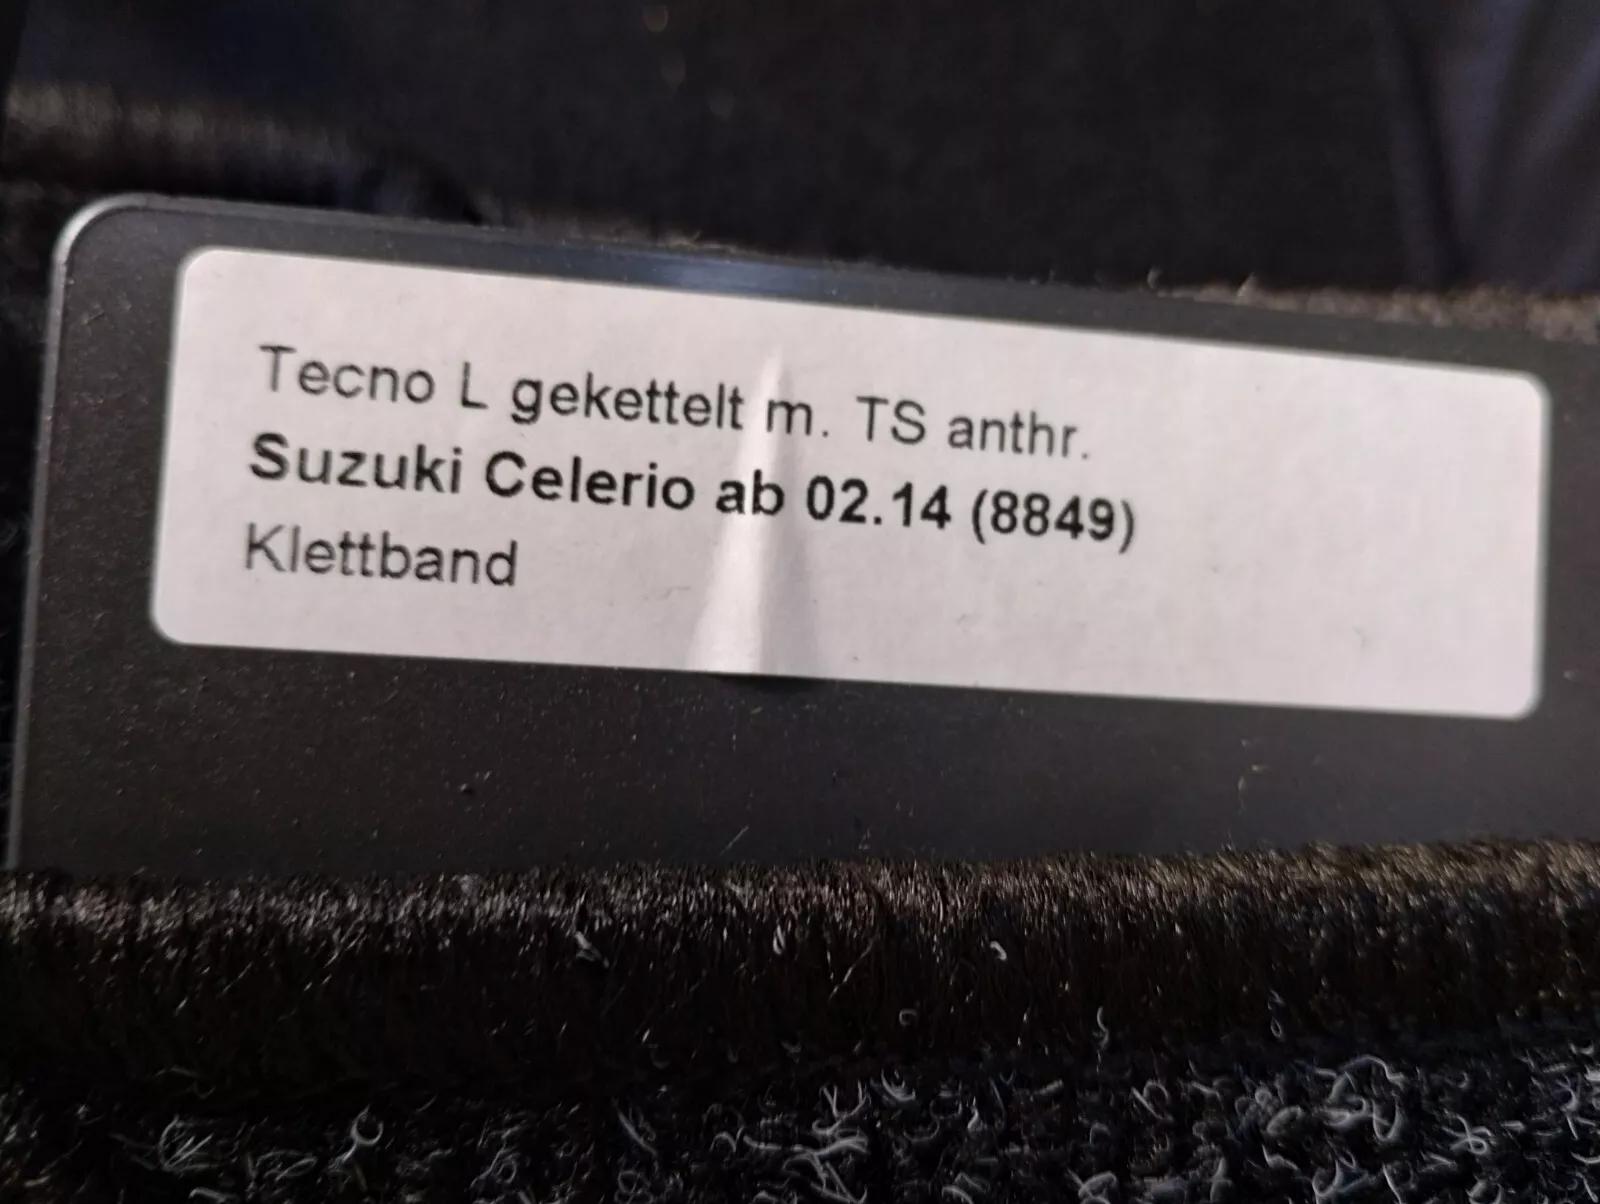 Tecno L gekettelt m. TS anthr.
Suzuki Celerio ab 02.14 (8849)
Klettband